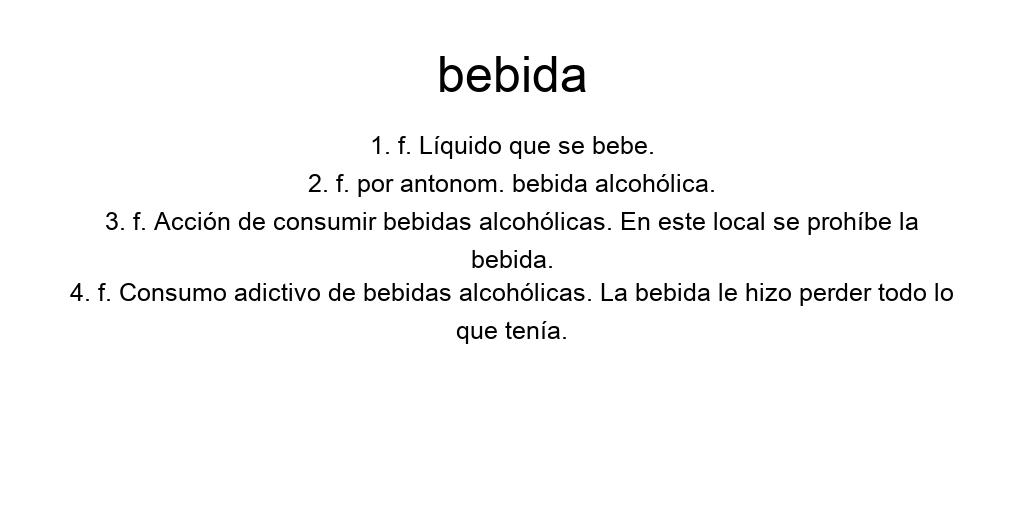 bebida
1. f. Líquido que se bebe.
2. f. por antonom. bebida alcohólica.
3. f. Acción de consumir bebidas alcohólicas. En este local se prohíbe la
bebida.
4. f. Consumo adictivo de bebidas alcohólicas. La bebida le hizo perder todo lo
que tenía.